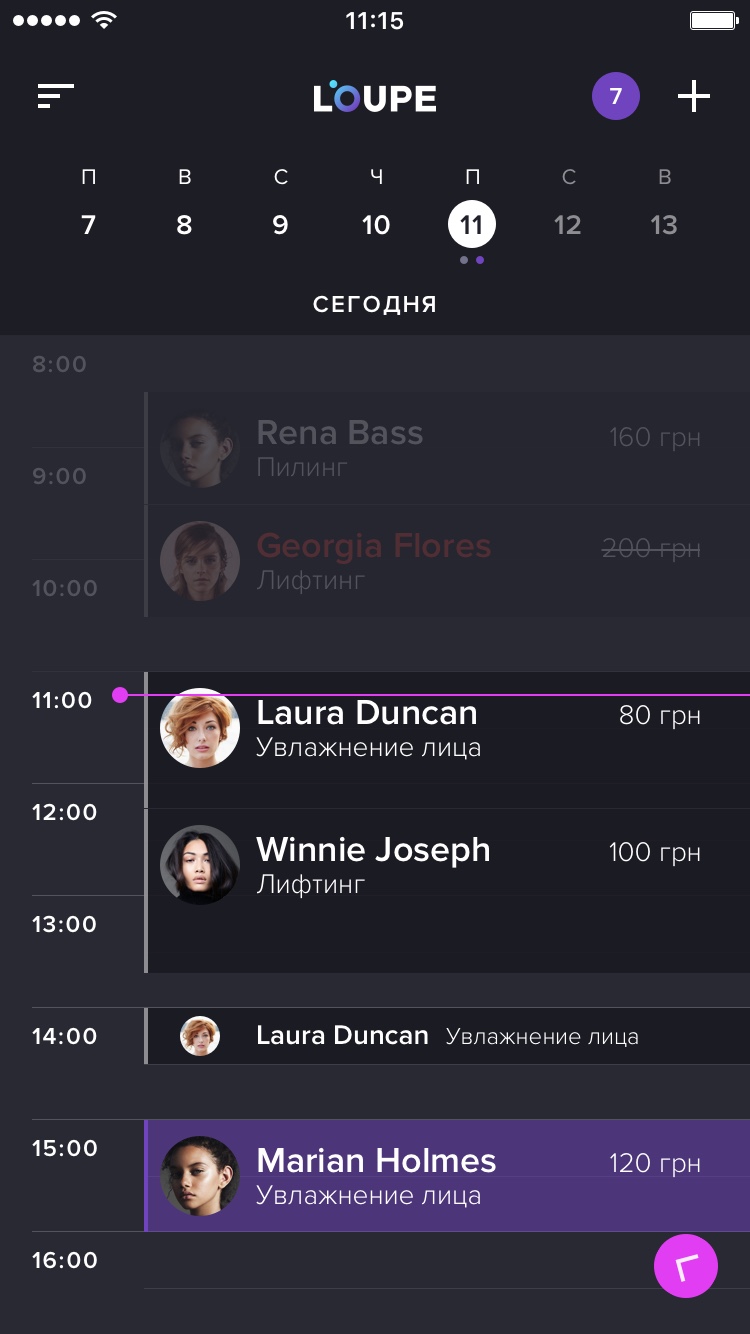 11:15
LOUPE
7
П В С Ч П С В
7 8 9 10 11 12 13
СЕГОДНЯ
8:00
Rena Bass 160 грн
Пилинг
9:00
Georgia Flores 200 грн
Лифтинг
10:00
11:00
Laura Duncan 80 грн
Увлажнение лица
12:00
Winnie Joseph 100 грн
Лифтинг
13:00
14:00 Laura Duncan Увлажнение лица
15:00
Marian Holmes 120 грн
Увлажнение лица
16:00